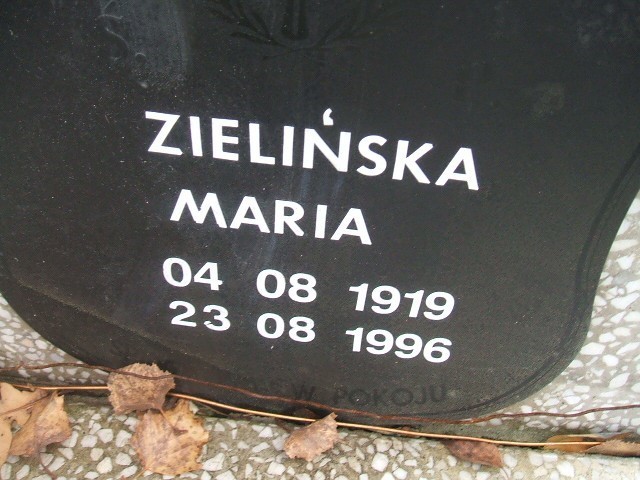 ZIELIŃSKA
MARIA
04 08 1919
23 08 1996
W POKOJU